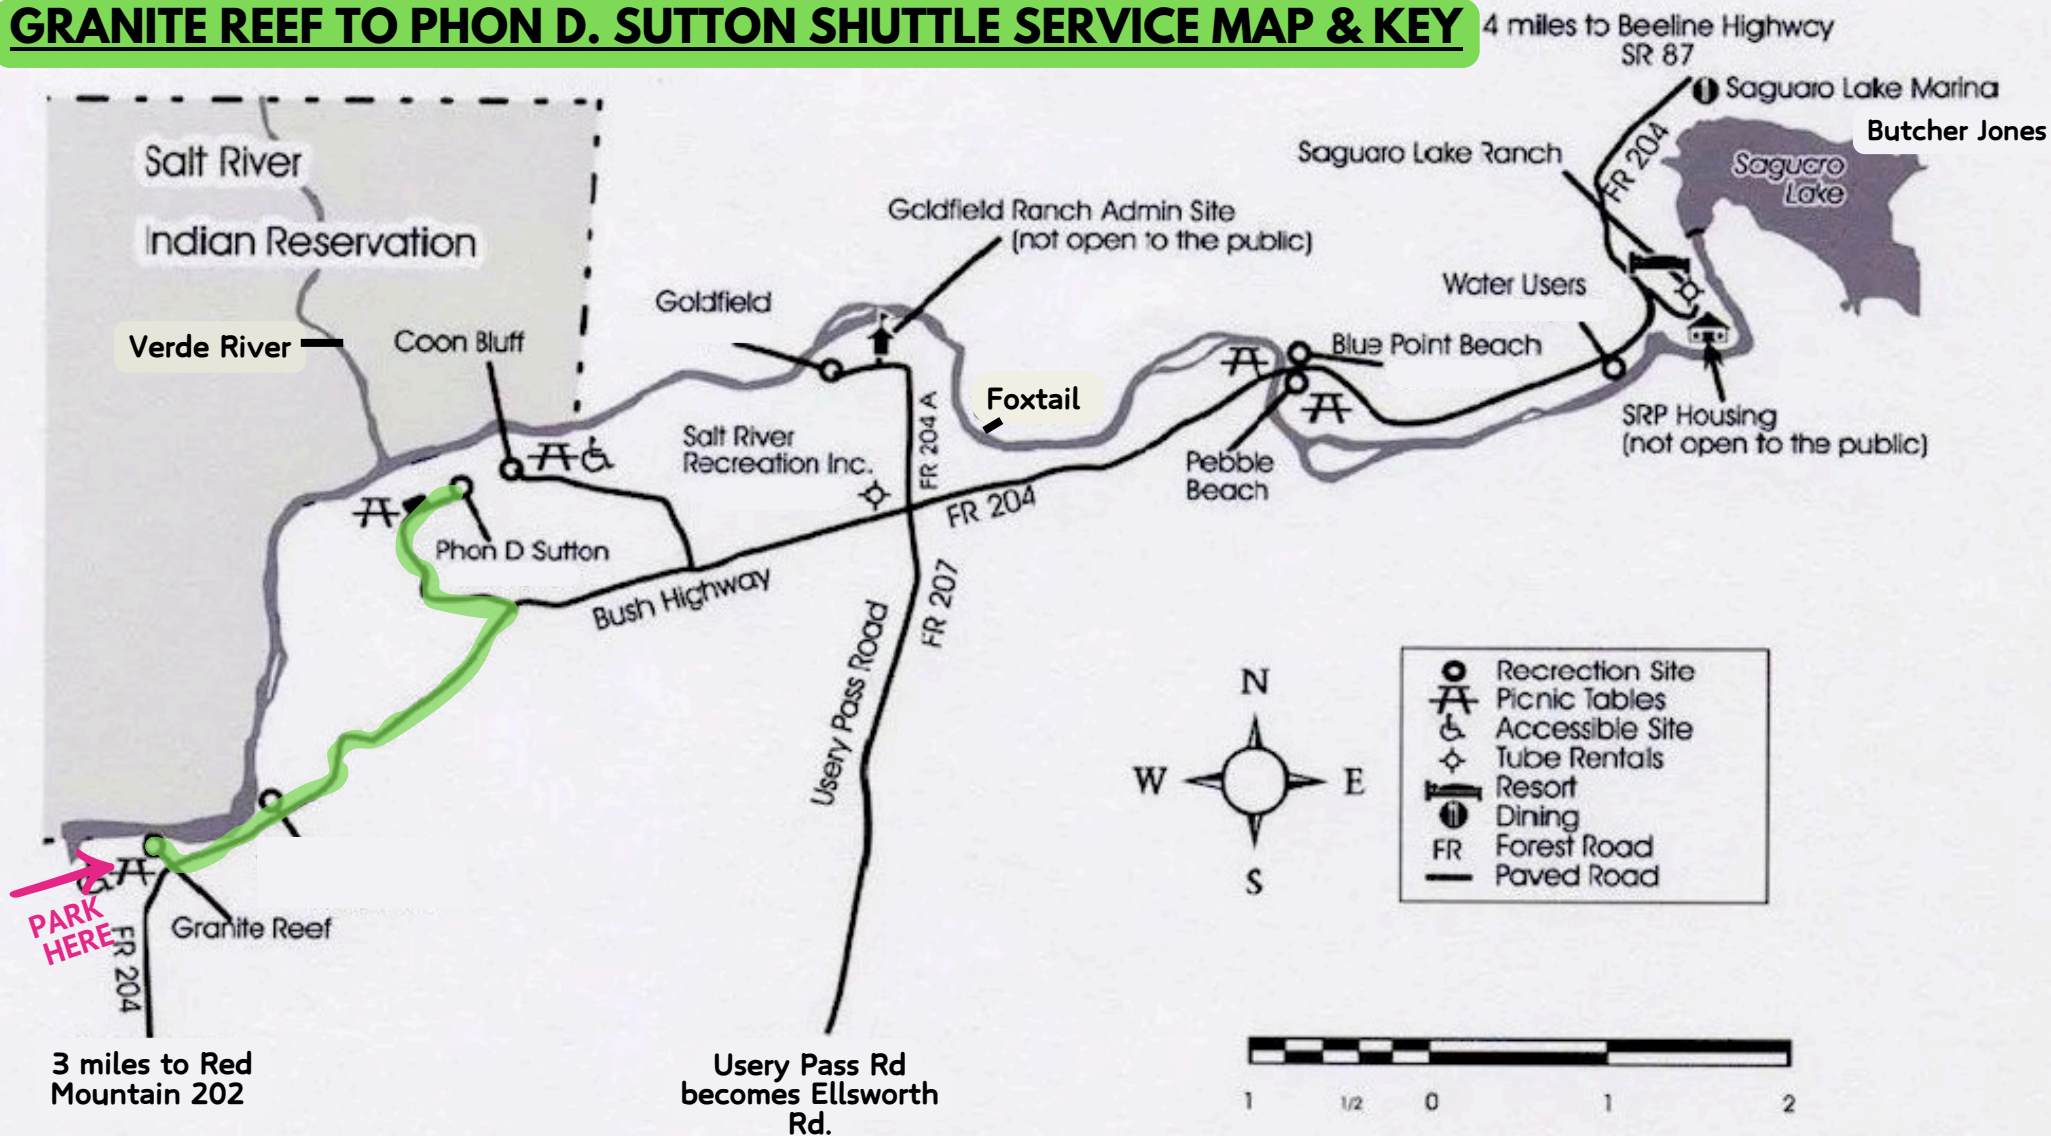 GRANITE REEF TO PHON D. SUTTON SHUTTLE SERVICE MAP & KEY
4 miles to Beeline Highway
SR 87
Saguaro Lake Marina
Butcher Jones
Saguaro
Lake
FR 204
Saguaro Lake Ranch
Salt River
Indian Reservation
Goldfield Ranch Admin Site
(not open to the public)
Water Users
Goldfield
Verde River
Coon Bluff
Blue Point Beach
Foxtail
SRP Housing
(not open to the public)
FR 204 A
Salt River
Recreation Inc.
Pebble
Beach
FR 204
Phon D Sutton
Bush Highway
FR 207
Usery Pass Road
N
W
E
S
Recreation Site
Picnic Tables
Accessible Site
Tube Rentals
Resort
Dining
FR Forest Road
Paved Road
PARK
HERE
Granite Reef
FR 204
3 miles to Red
Mountain 202
Usery Pass Rd
becomes Ellsworth
Rd.
1 1/2 0 1 2